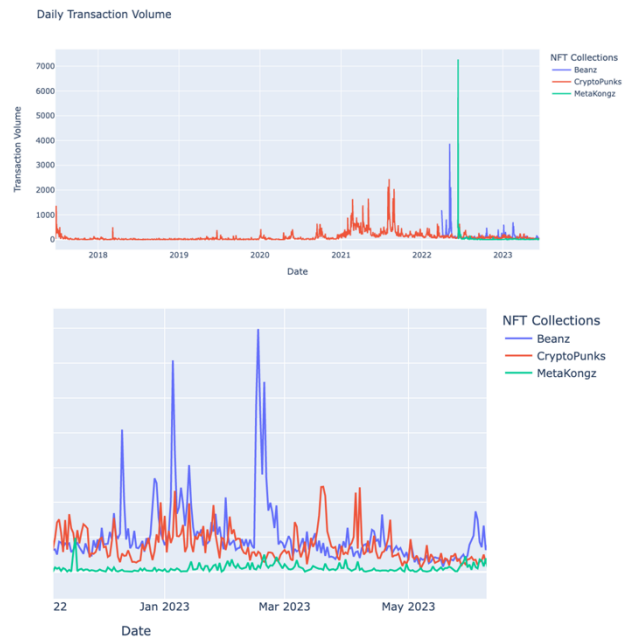 Daily Transaction Volume
NFT Collections
Beanz
CryptoPunks
MetaKongz
7000
6000
5000
4000
3000
2000
1000
0
Transaction Volume
2018
2019
2020
2021
2022
2023
Date
NFT Collections
Beanz
CryptoPunks
MetaKongz
22
Jan 2023
Mar 2023
May 2023
Date